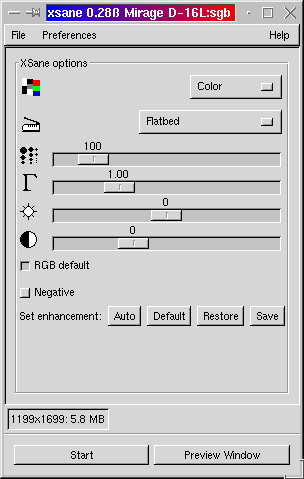 xsane 0.288 Mirage D-16L:sgb
File Preferences Help
XSane options
Color
Flatbed
100
1.00
0
0
RGB default
Negative
Set enhancement: Auto Default Restore Save
1199x1699: 5.8 MB
Start Preview Window